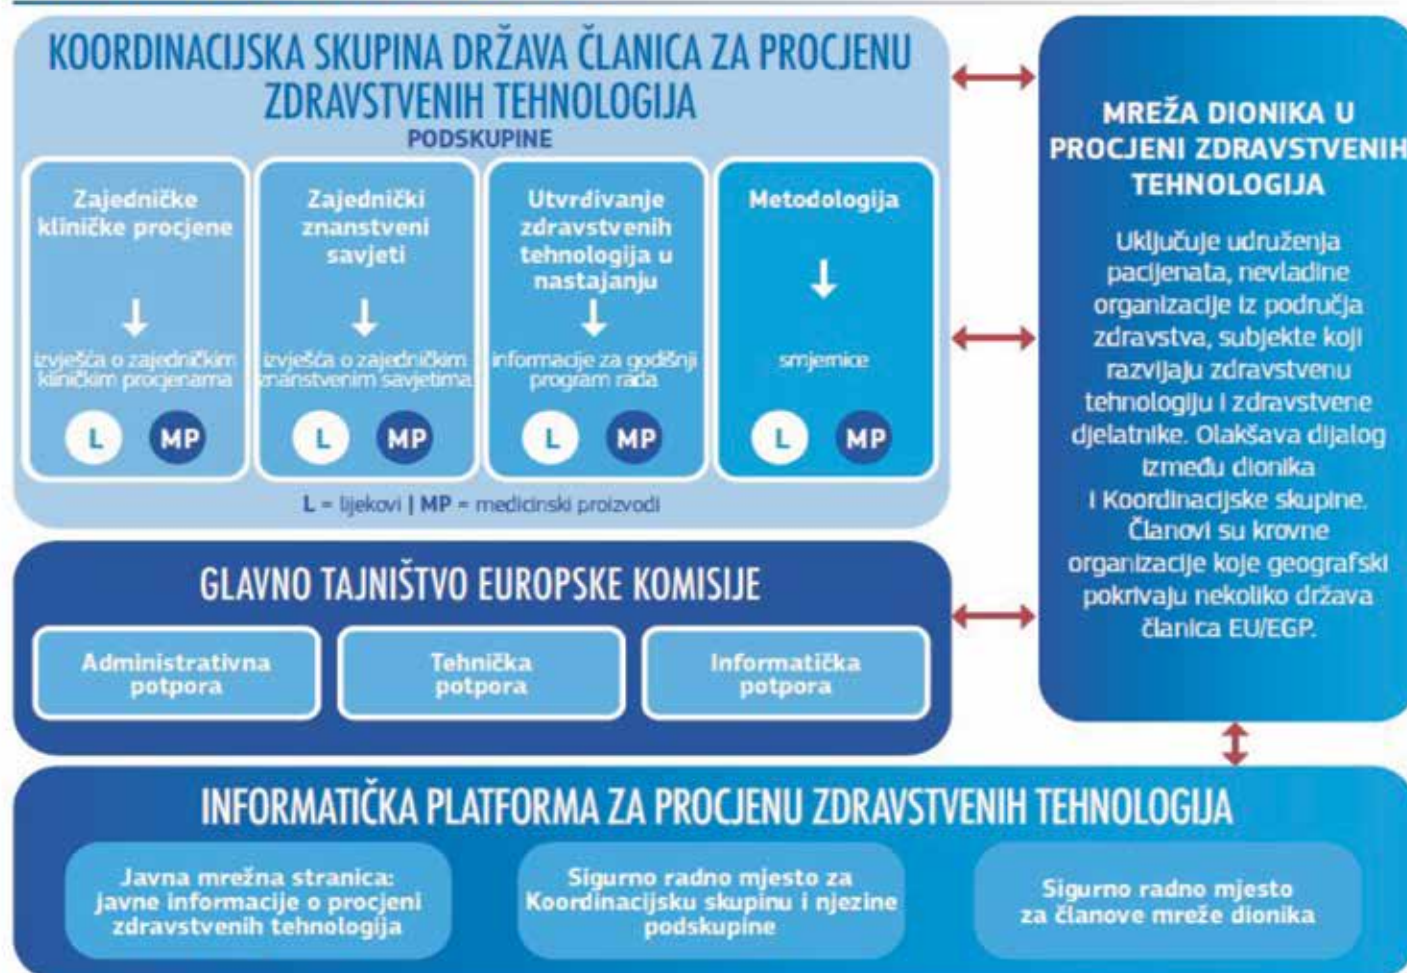 KOORDINACIJSKA SKUPINA DRŽAVA ČLANICA ZA PROCJENU
ZDRAVSTVENIH TEHNOLOGIJA
PODSKUPINE
Zajedničke
kliničke procjene
izvješća o zajedničkim
kliničkim procjenama
L MP
Zajednički
znanstveni
savjeti
izvješća o zajedničkim
znanstvenim savjetima
L MP
Utvrđivanje
zdravstvenih
tehnologija u
nastajanju
informacije za godišnji
program rada
L MP
Metodologija
smjernice
L MP
L = lijekovi | MP = medicinski proizvodi
MREŽA DIONIKA U
PROCJENI ZDRAVSTVENIH
TEHNOLOGIJA
Uključuje udruženja
pacijenata, nevladine
organizacije iz područja
zdravstva, subjekte koji
razvijaju zdravstvenu
tehnologiju i zdravstvene
djelatnike. Olakšava dijalog
između dionika
i Koordinacijske skupine.
Članovi su krovne
organizacije koje geografski
pokrivaju nekoliko država
članica EU/EGP.
GLAVNO TAJNIŠTVO EUROPSKE KOMISIJE
Administrativna
potpora
Tehnička
potpora
Informatička
potpora
INFORMATIČKA PLATFORMA ZA PROCJENU ZDRAVSTVENIH TEHNOLOGIJA
Javna mrežna stranica:
javne informacije o procjeni
zdravstvenih tehnologija
Sigurno radno mjesto za
Koordinacijsku skupinu i njezine
podskupine
Sigurno radno mjesto
za članove mreže dionika